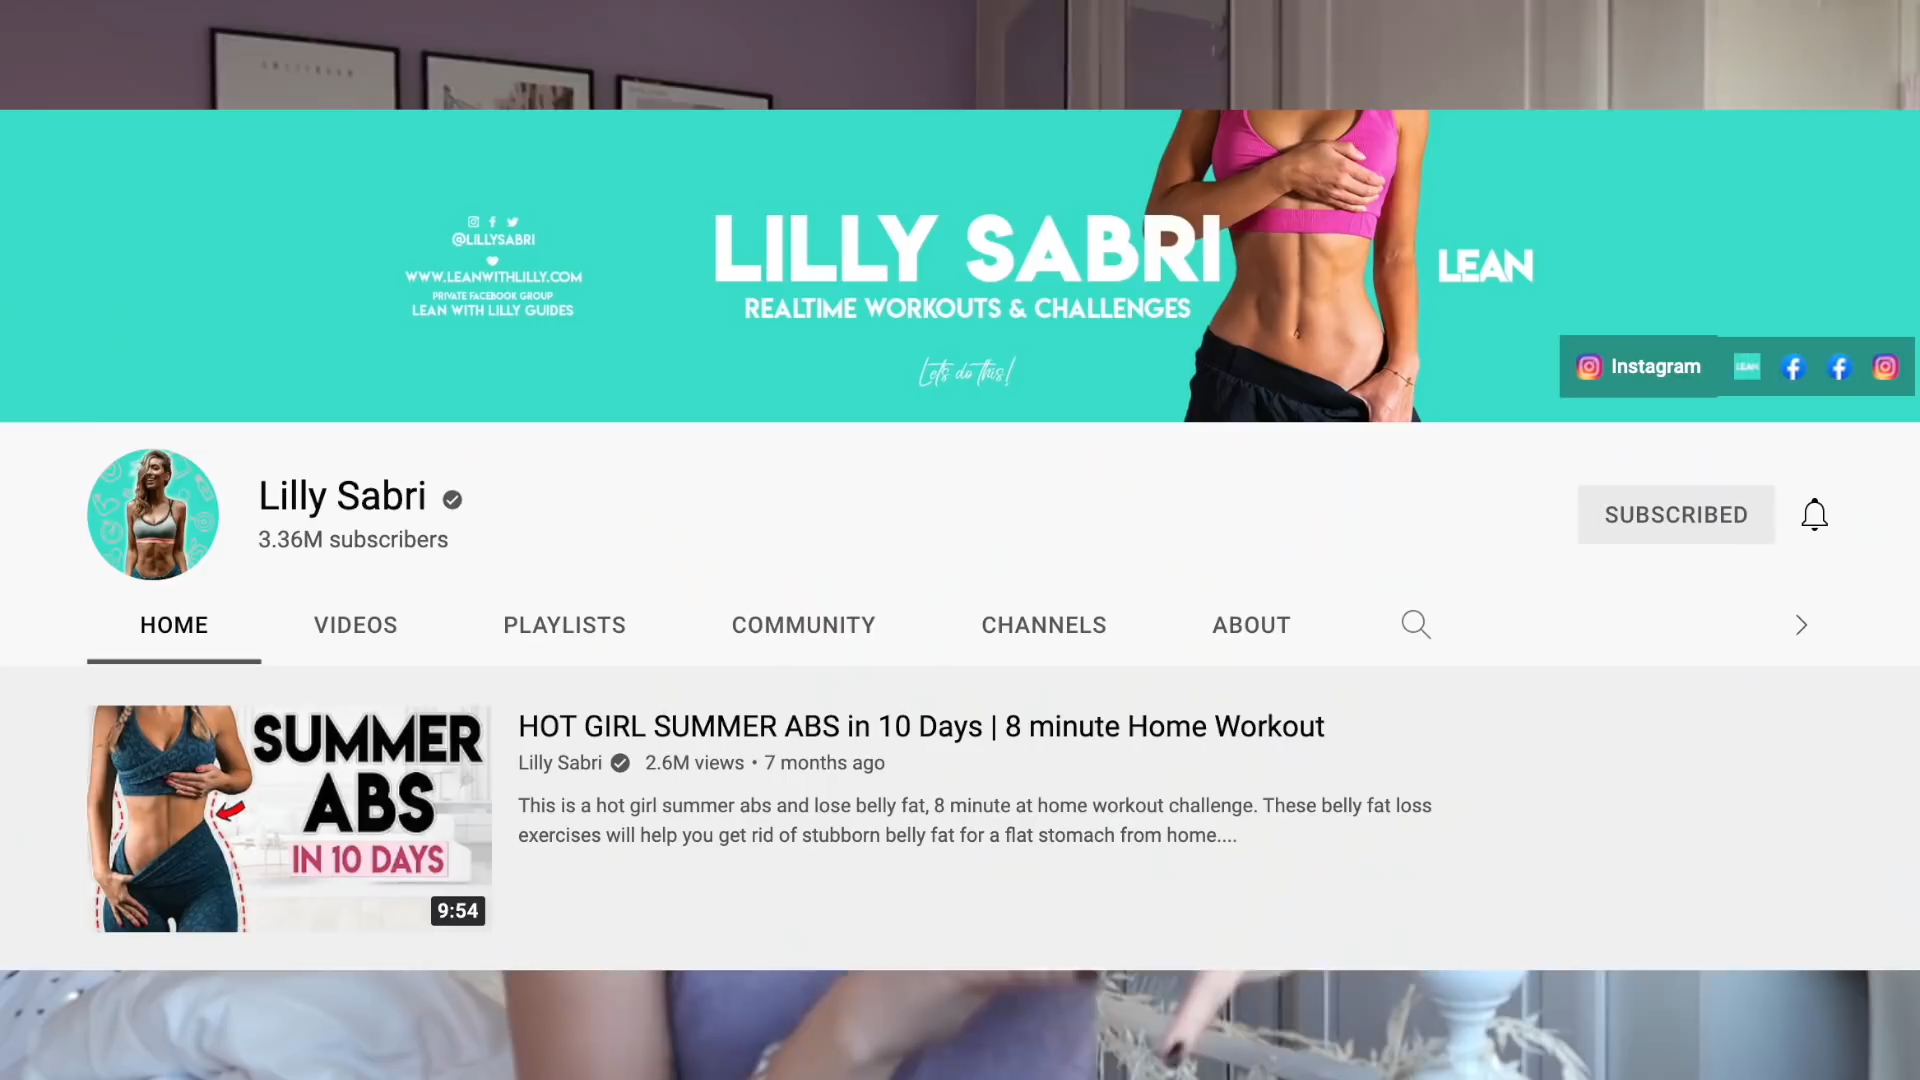 @LILLYSABRI
WWW.LEANWITHLILLY.COM
PRIVATE FACEBOOK GROUP
LEAN WITH LILLY GUIDES
LILLY SABRI
REALTIME WORKOUTS & CHALLENGES
Let's do this!
LEAN
Instagram
LEAN
Lilly Sabri
3.36M subscribers
SUBSCRIBED
HOME VIDEOS PLAYLISTS COMMUNITY CHANNELS ABOUT
SUMMER
ABS
IN 10 DAYS
9:54
HOT GIRL SUMMER ABS in 10 Days | 8 minute Home Workout
Lilly Sabri 2.6M views • 7 months ago
This is a hot girl summer abs and lose belly fat, 8 minute at home workout challenge. These belly fat loss
exercises will help you get rid of stubborn belly fat for a flat stomach from home....